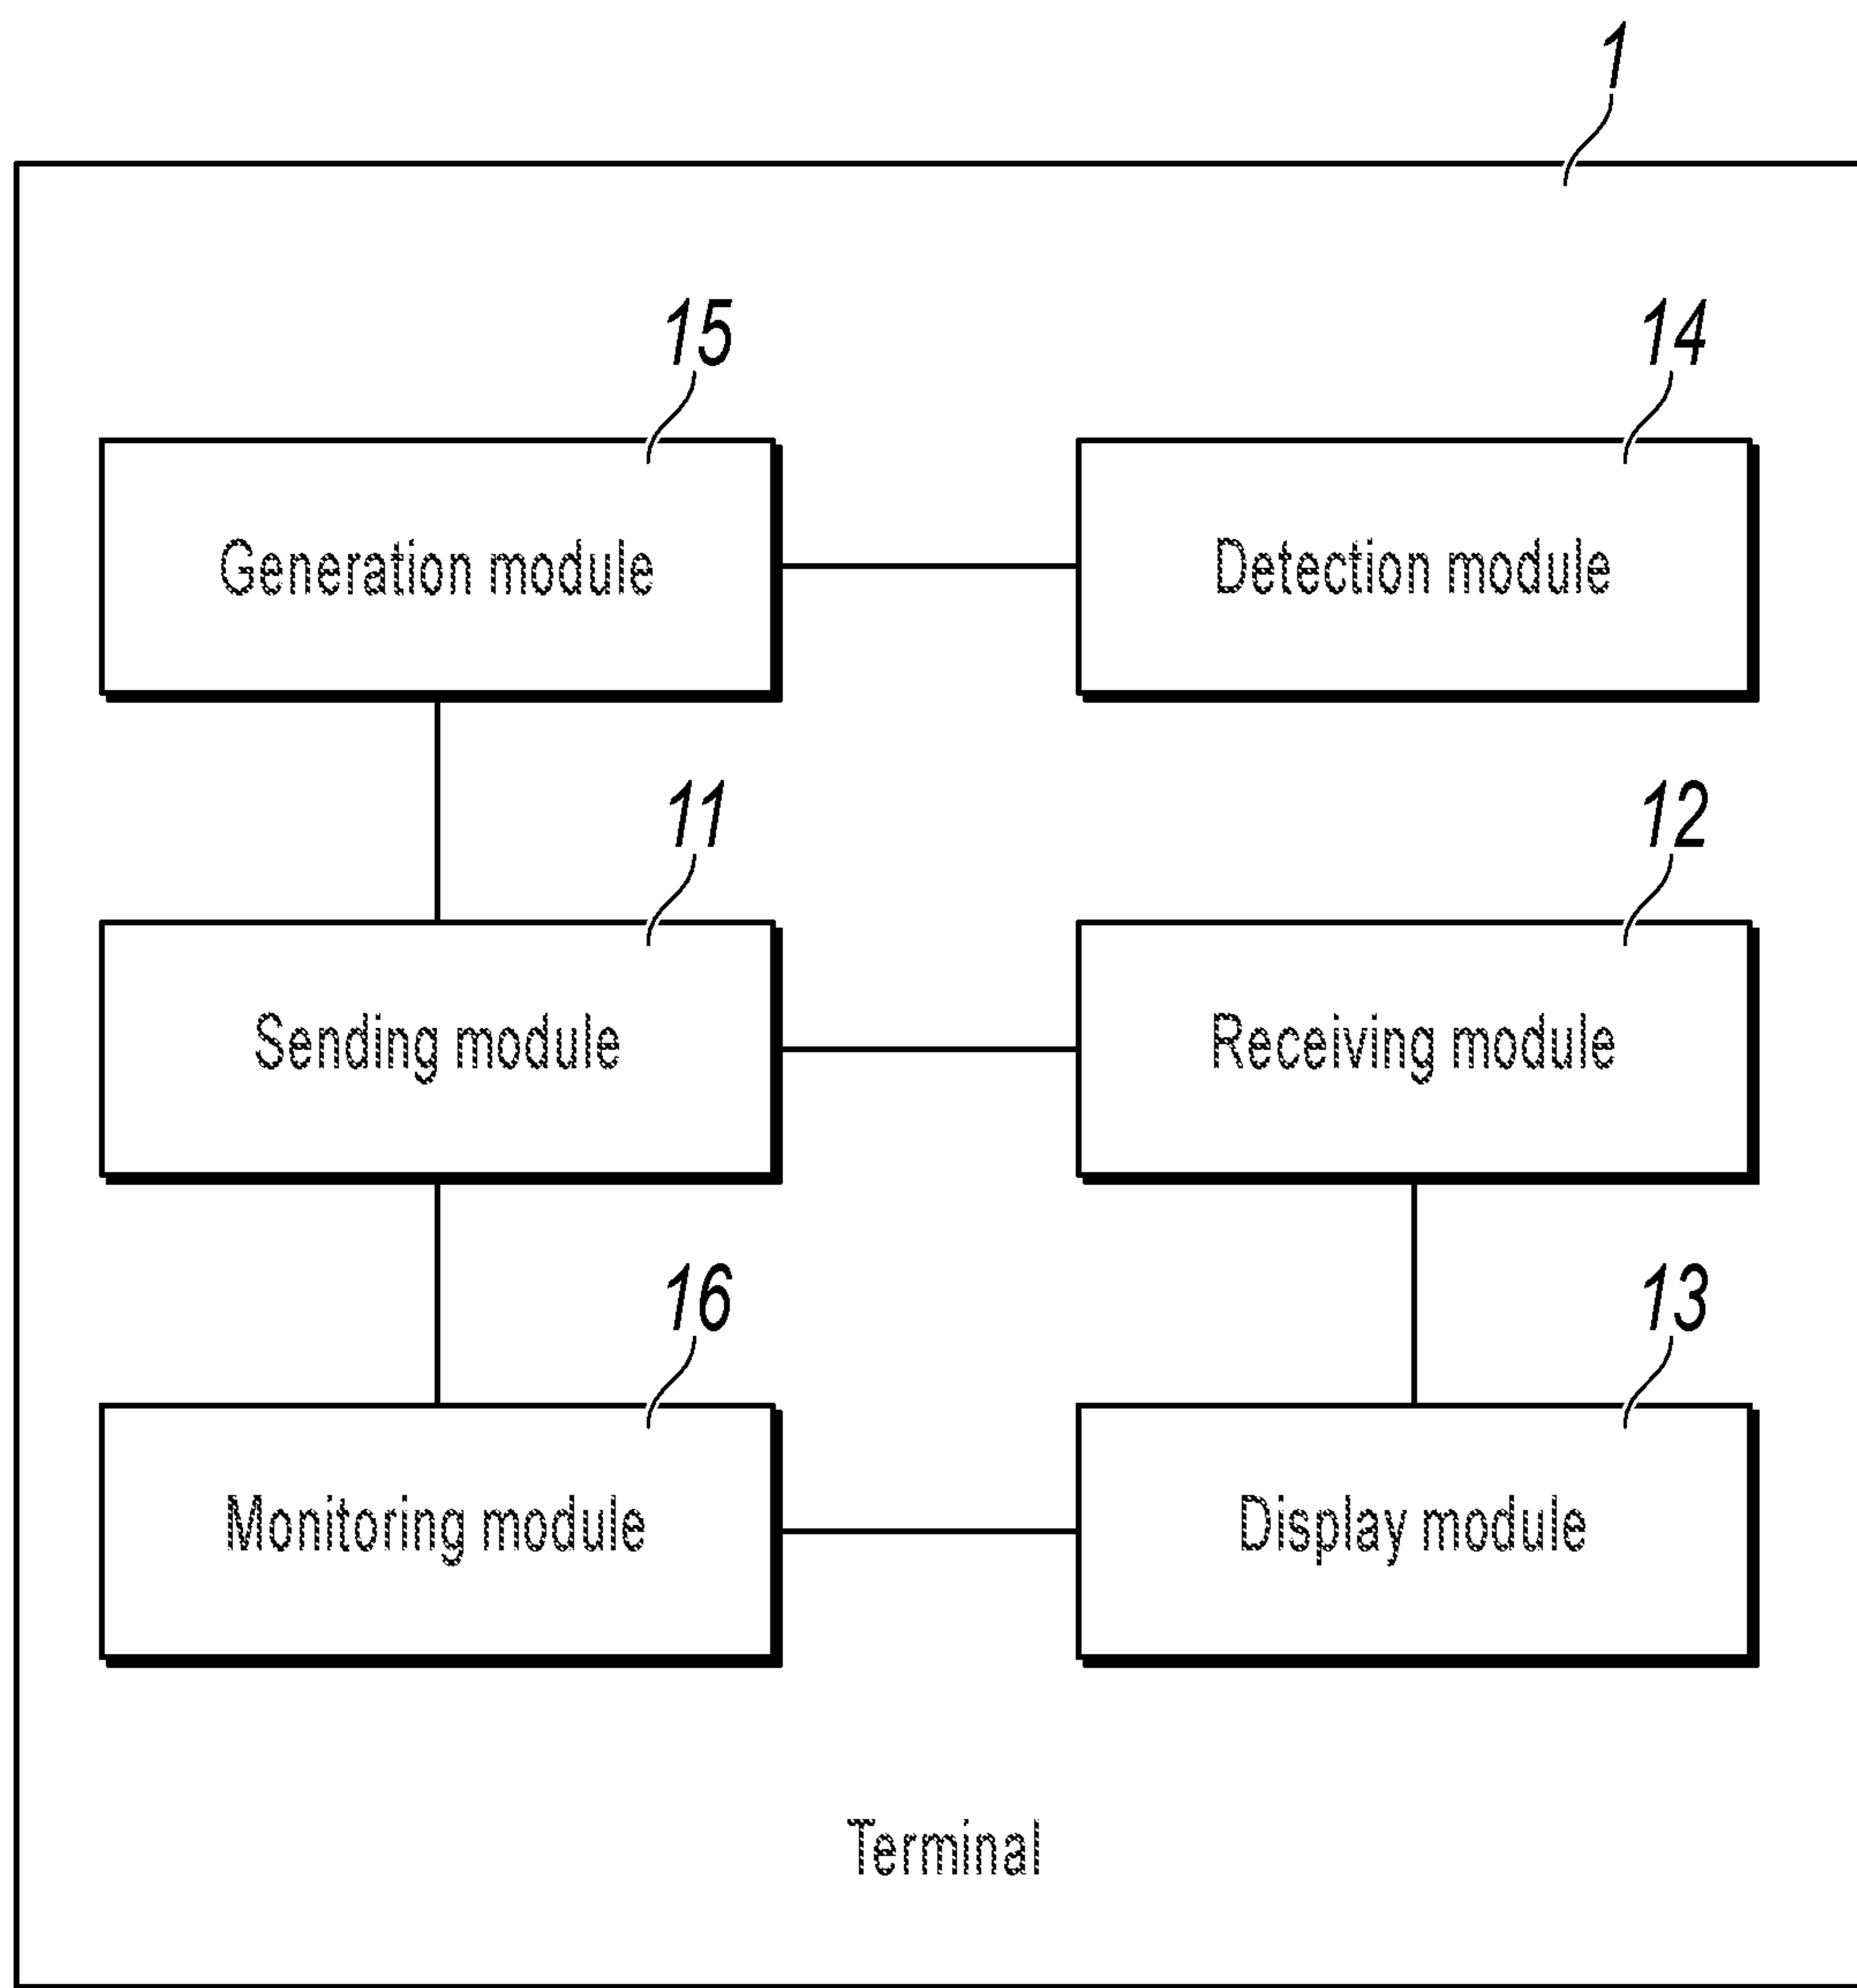 1
15
14
Generation module
Detection module
11
12
Sending module
Receiving module
16
13
Monitoring module
Display module
Terminal